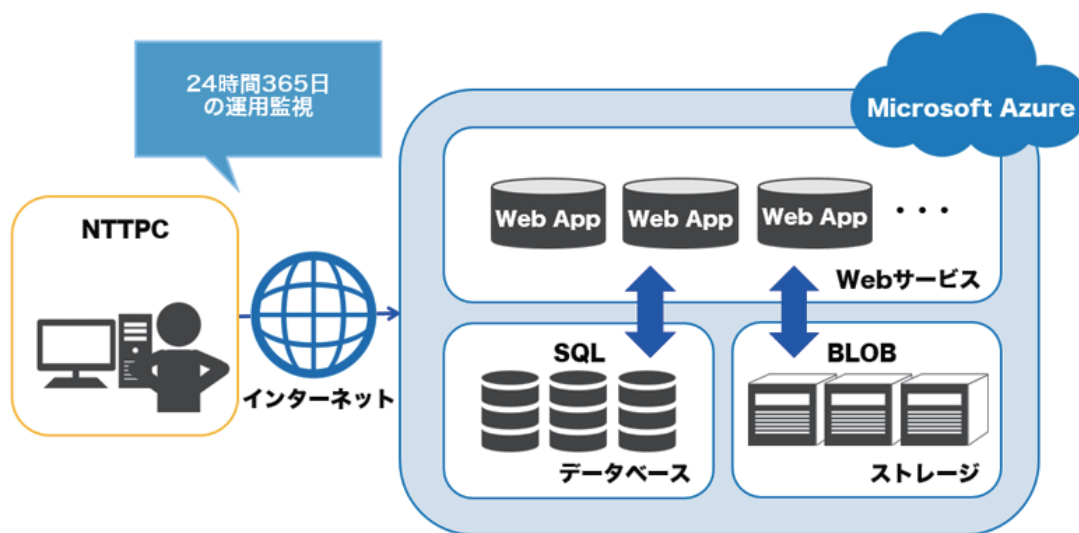 24時間365日
の運用監視
Microsoft Azure
NTTPC
Web App
Web App
Web App
・・・
Webサービス
インターネット
SQL
データベース
BLOB
ストレージ